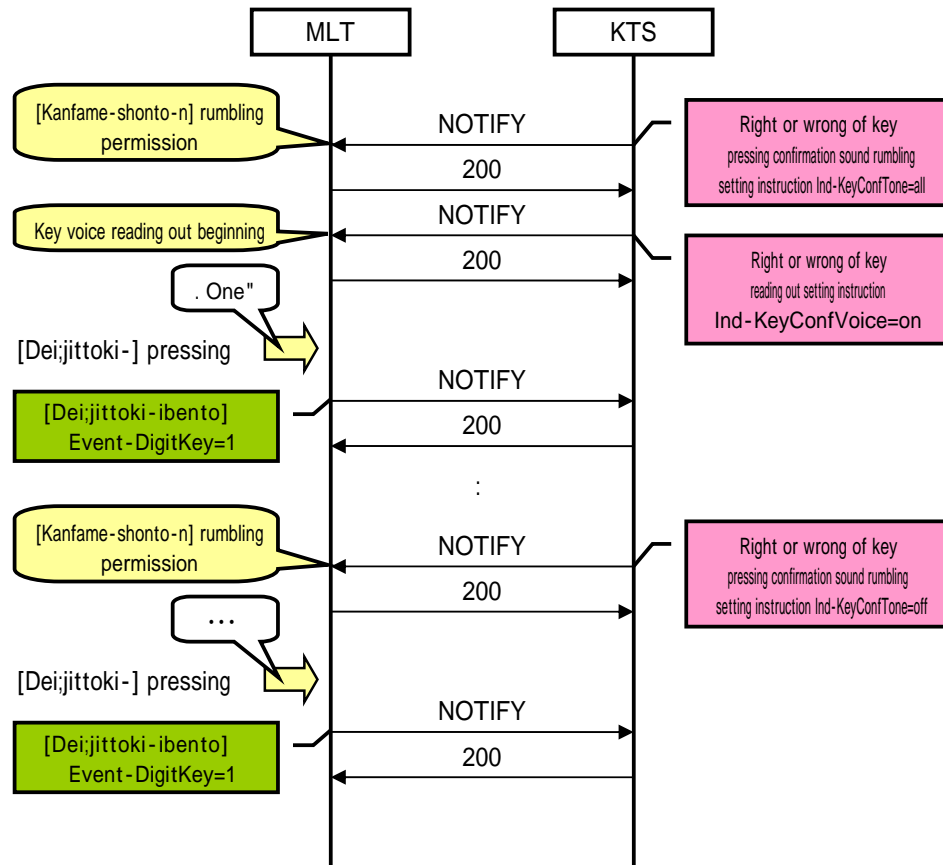 MLT
KTS
[Kanfame-shonto-n] rumbling
permission
NOTIFY
Right or wrong of key
pressing confirmation sound rumbling
setting instruction Ind-KeyConfTone=all
200
Key voice reading out beginning
NOTIFY
200
Right or wrong of key
reading out setting instruction
Ind-KeyConfVoice=on
. One"
[Dei;jittoki-] pressing
NOTIFY
[Dei;jittoki-ibento]
Event-DigitKey=1
200
:
[Kanfame-shonto-n] rumbling
permission
NOTIFY
Right or wrong of key
pressing confirmation sound rumbling
setting instruction Ind-KeyConfTone=off
200
...
[Dei;jittoki-] pressing
NOTIFY
[Dei;jittoki-ibento]
Event-DigitKey=1
200